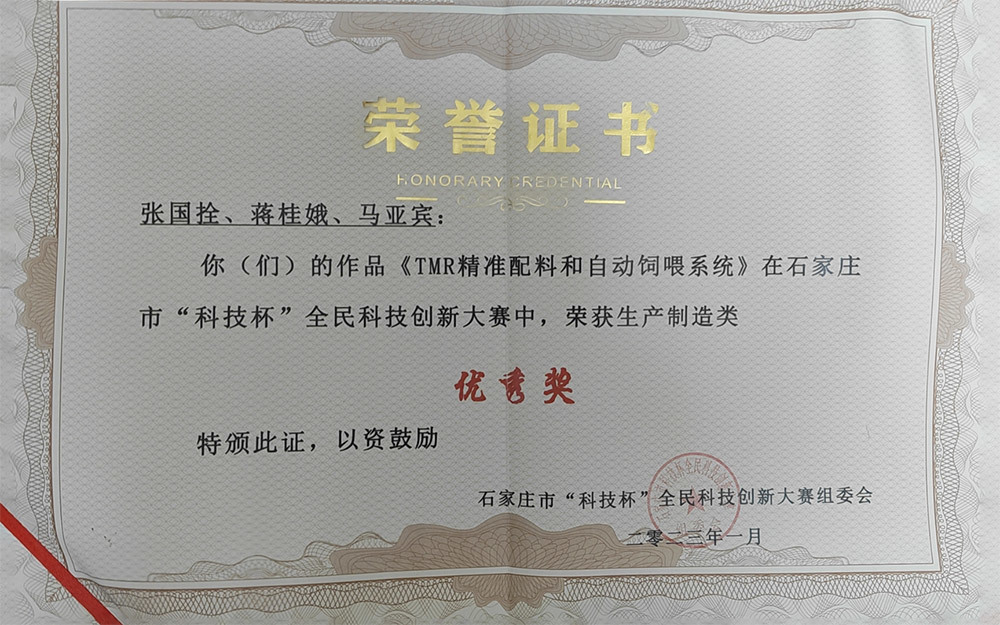 荣誉证书
HONORARY CREDENTIAL
张国拴、蒋桂娥、马亚宾：
你（们）的作品《TMR精准配料和自动饲喂系统》在石家庄
市“科技杯”全民科技创新大赛中，荣获生产制造类
优秀奖
特颁此证，以资鼓励
石家庄市“科技杯”全民科技创新大赛组委会
二零二三年一月